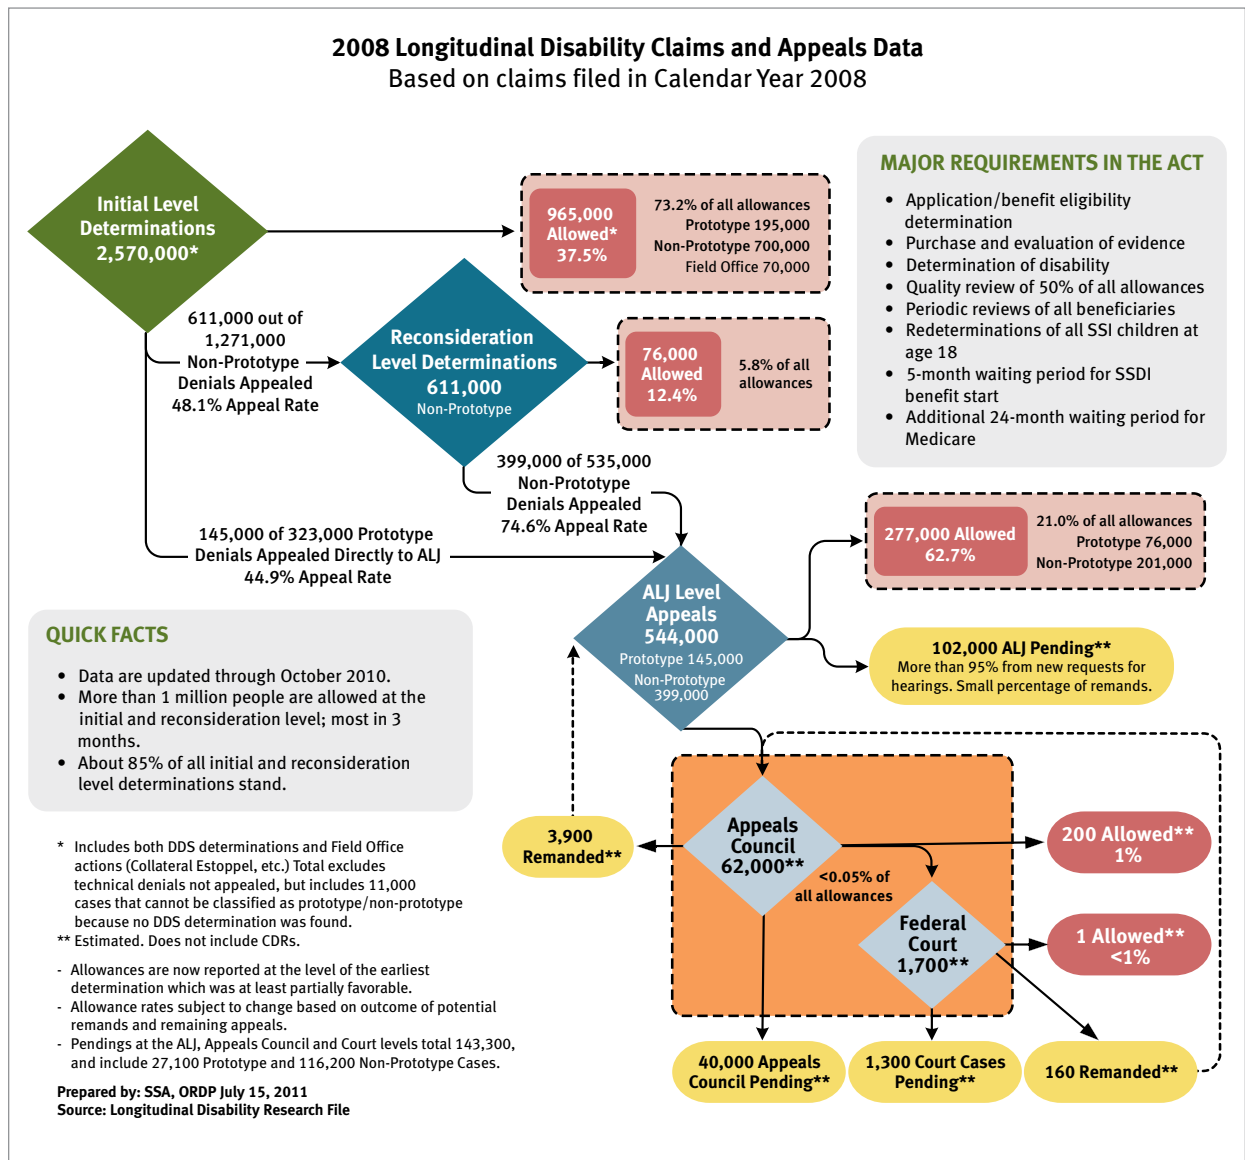 2008 Longitudinal Disability Claims and Appeals Data
Based on claims filed in Calendar Year 2008
Initial Level
Determinations
2,570,000*
965,000
Allowed*
37.5%
73.2% of all allowances
Prototype 195,000
Non-Prototype 700,000
Field Office 70,000
MAJOR REQUIREMENTS IN THE ACT
• Application/benefit eligibility
determination
• Purchase and evaluation of evidence
• Determination of disability
• Quality review of 50% of all allowances
• Periodic reviews of all beneficiaries
• Redeterminations of all SSI children at
age 18
• 5-month waiting period for SSDI
benefit start
• Additional 24-month waiting period for
Medicare
611,000 out of
1,271,000
Non-Prototype
Denials Appealed
48.1% Appeal Rate
Reconsideration
Level Determinations
611,000
Non-Prototype
76,000
Allowed
12.4%
5.8% of all
allowances
399,000 of 535,000
Non-Prototype
Denials Appealed
74.6% Appeal Rate
145,000 of 323,000 Prototype
Denials Appealed Directly to ALJ
44.9% Appeal Rate
277,000 Allowed
62.7%
21.0% of all allowances
Prototype 76,000
Non-Prototype 201,000
ALJ Level
Appeals
544,000
Prototype 145,000
Non-Prototype
399,000
102,000 ALJ Pending**
More than 95% from new requests for
hearings. Small percentage of remands.
QUICK FACTS
• Data are updated through October 2010.
• More than 1 million people are allowed at the
initial and reconsideration level; most in 3
months.
• About 85% of all initial and reconsideration
level determinations stand.
3,900
Remanded**
Appeals
Council
62,000**
<0.05% of
all allowances
200 Allowed**
1%
Federal
Court
1,700**
1 Allowed**
<1%
40,000 Appeals
Council Pending**
1,300 Court Cases
Pending**
160 Remanded**
* Includes both DDS determinations and Field Office
actions (Collateral Estoppel, etc.) Total excludes
technical denials not appealed, but includes 11,000
cases that cannot be classified as prototype/non-prototype
because no DDS determination was found.
** Estimated. Does not include CDRs.
- Allowances are now reported at the level of the earliest
determination which was at least partially favorable.
- Allowance rates subject to change based on outcome of potential
remands and remaining appeals.
- Pendings at the ALJ, Appeals Council and Court levels total 143,300,
and include 27,100 Prototype and 116,200 Non-Prototype Cases.
Prepared by: SSA, ORDP July 15, 2011
Source: Longitudinal Disability Research File